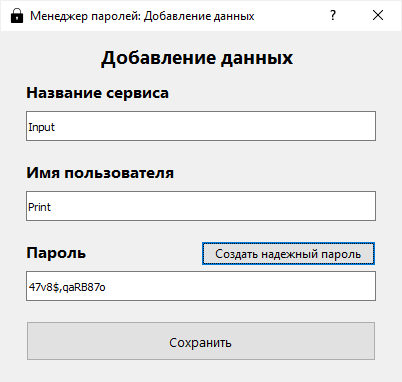 Менеджер паролей: Добавление данных
?
Добавление данных
Название сервиса
Input
Имя пользователя
Print
Пароль
Создать надежный пароль
47v8$,qaRB87o
Сохранить